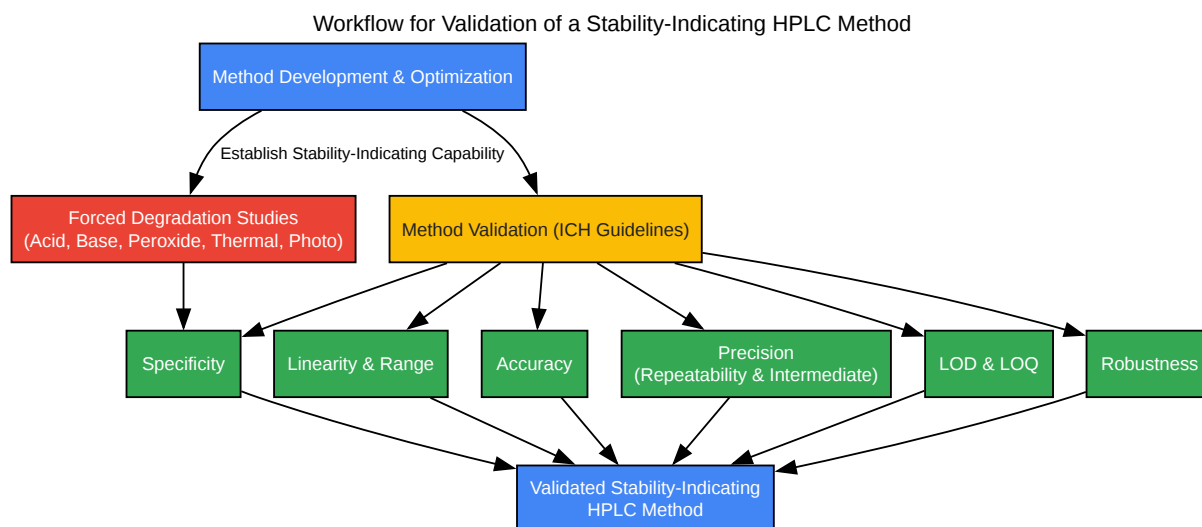 Workflow for Validation of a Stability-Indicating HPLC Method
Method Development & Optimization
Establish Stability-Indicating Capability
Forced Degradation Studies
(Acid, Base, Peroxide, Thermal, Photo)
Method Validation (ICH Guidelines)
Specificity
Linearity & Range
Accuracy
Precision
(Repeatability & Intermediate)
LOD & LOQ
Robustness
Validated Stability-Indicating
HPLC Method